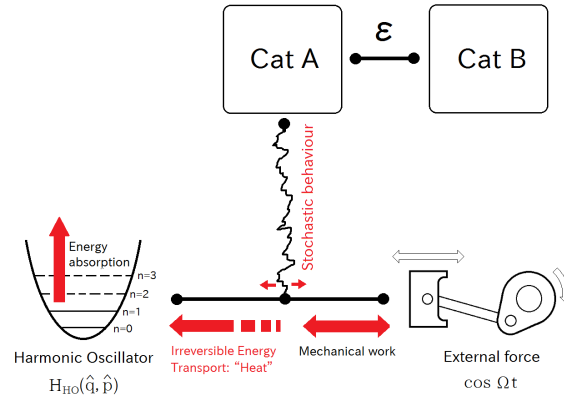 ε
Cat A
Cat B
Stochastic behaviour
Energy
absorption
n=3
n=2
n=1
n=0
Harmonic Oscillator
H_HO(q̂, p̂)
Irreversible Energy
Transport: “Heat”
Mechanical work
External force
cos Ωt